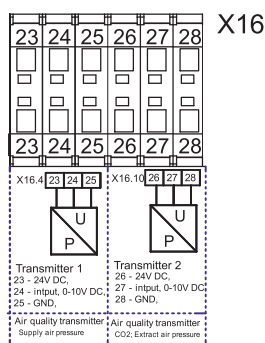 X16
23 24 25 26 27 28
23 24 25 26 27 28
X16.4 23 24 25
X16.10 26 27 28
U
P
U
P
Transmitter 1
23 - 24V DC,
24 - intput, 0-10V DC,
25 - GND,
Transmitter 2
26 - 24V DC,
27 - intput, 0-10V DC
28 - GND,
Air quality transmitter
Supply air pressure
Air quality transmitter
CO2; Extract air pressure